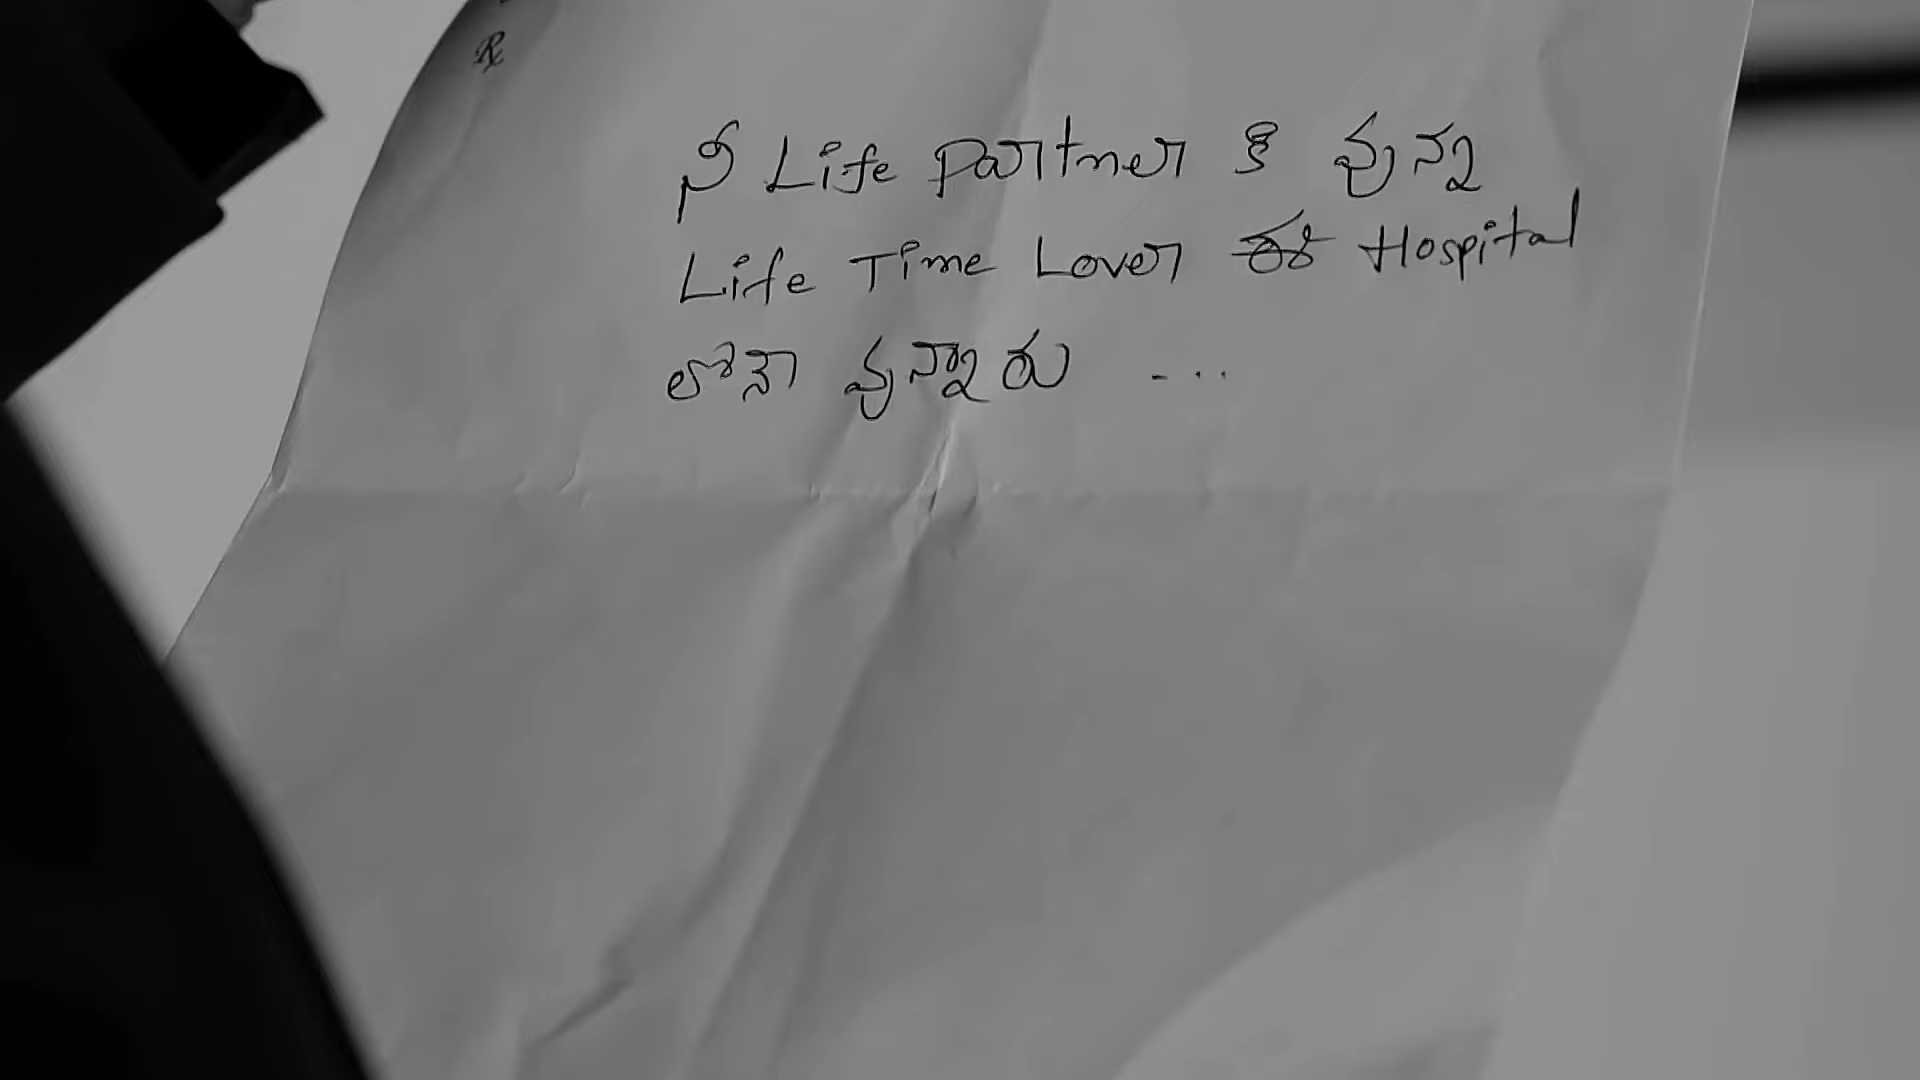 ℞
నీ Life Partner కి వున్న
Life Time Lover ఈ Hospital
లోనే వున్నారు ....